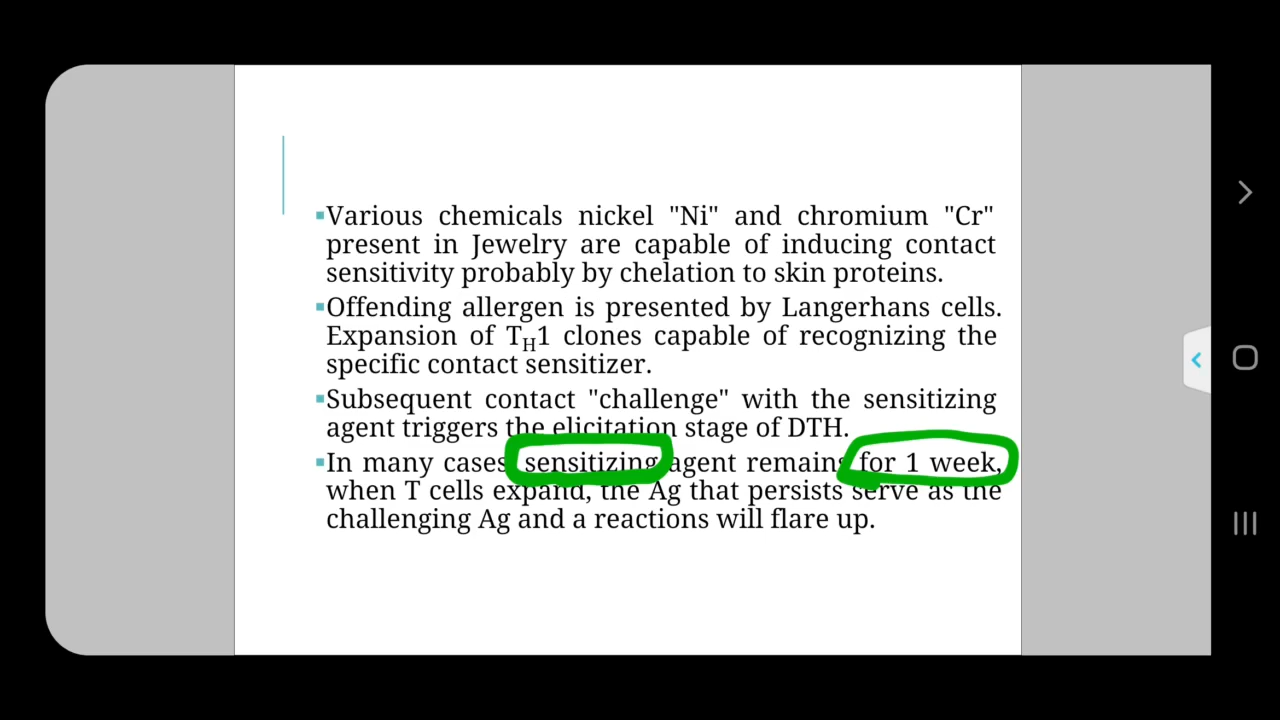 ▪Various chemicals nickel "Ni" and chromium "Cr"
present in Jewelry are capable of inducing contact
sensitivity probably by chelation to skin proteins.
▪Offending allergen is presented by Langerhans cells.
Expansion of TH1 clones capable of recognizing the
specific contact sensitizer.
▪Subsequent contact "challenge" with the sensitizing
agent triggers the elicitation stage of DTH.
▪In many cases sensitizing agent remains for 1 week,
when T cells expand, the Ag that persists serve as the
challenging Ag and a reactions will flare up.